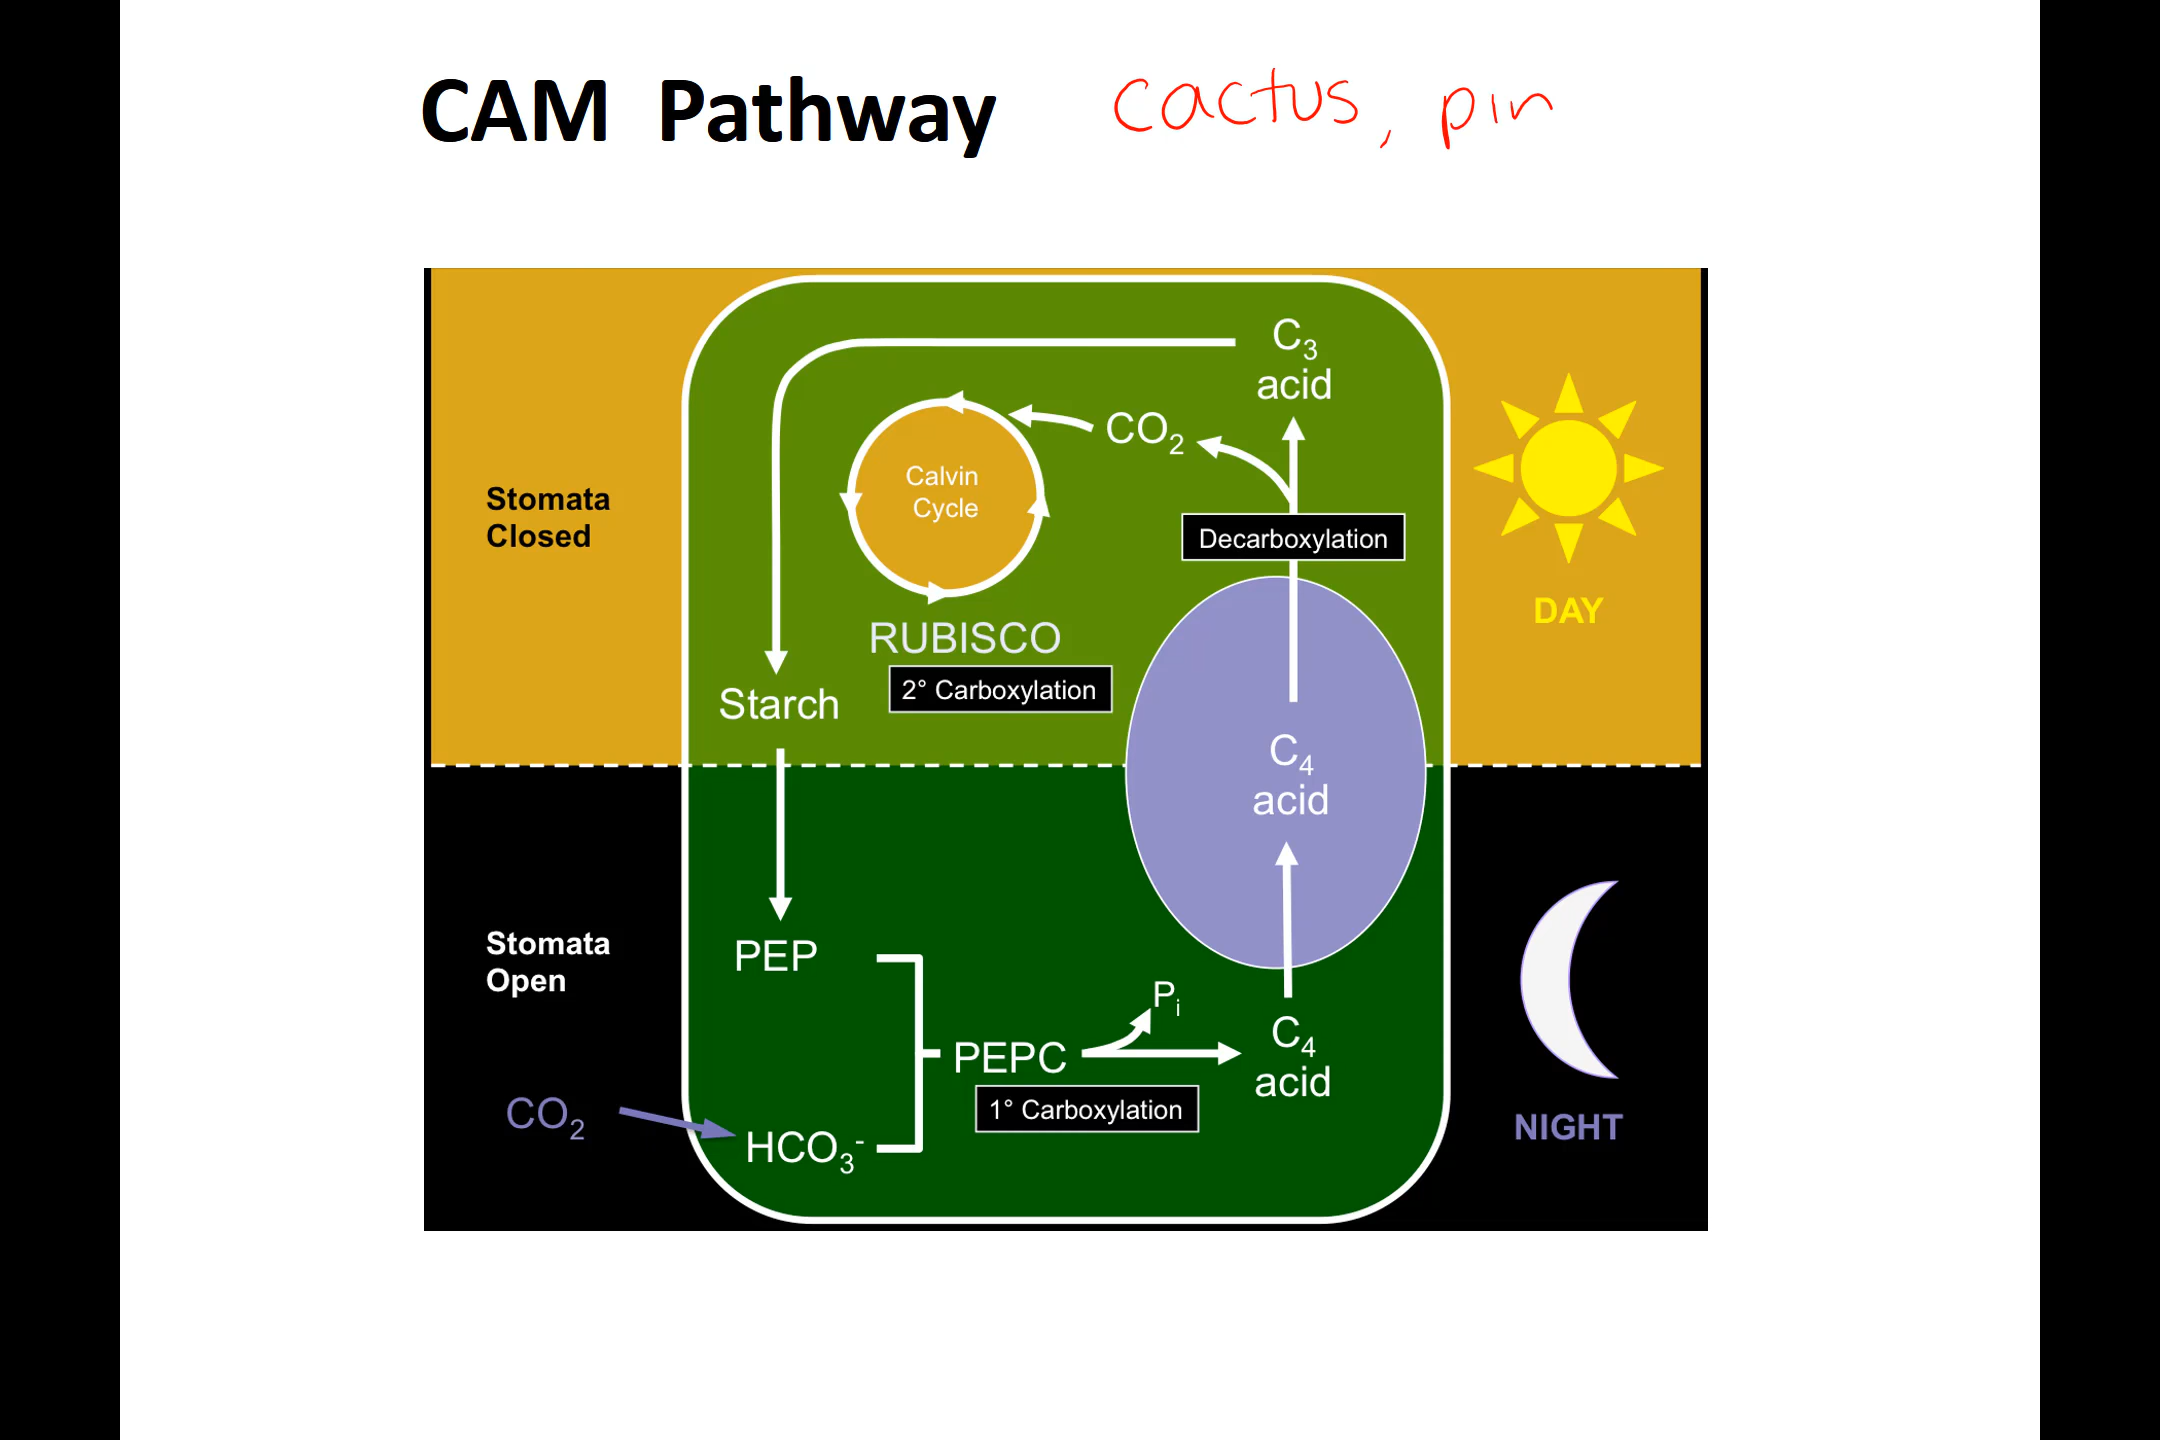 CAM Pathway cactus, pin
C3
acid
CO2
Calvin
Cycle
Stomata
Closed
Decarboxylation
DAY
RUBISCO
2° Carboxylation
Starch
C4
acid
Stomata
Open
PEP
Pi
PEPC
C4
acid
1° Carboxylation
CO2
HCO3-
NIGHT